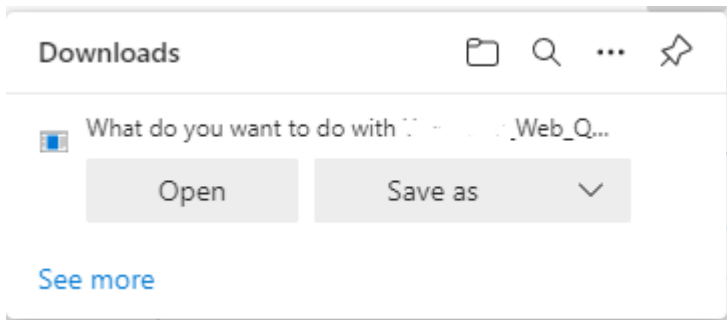 Downloads
What do you want to do with _Web_Q...
Open
Save as
See more